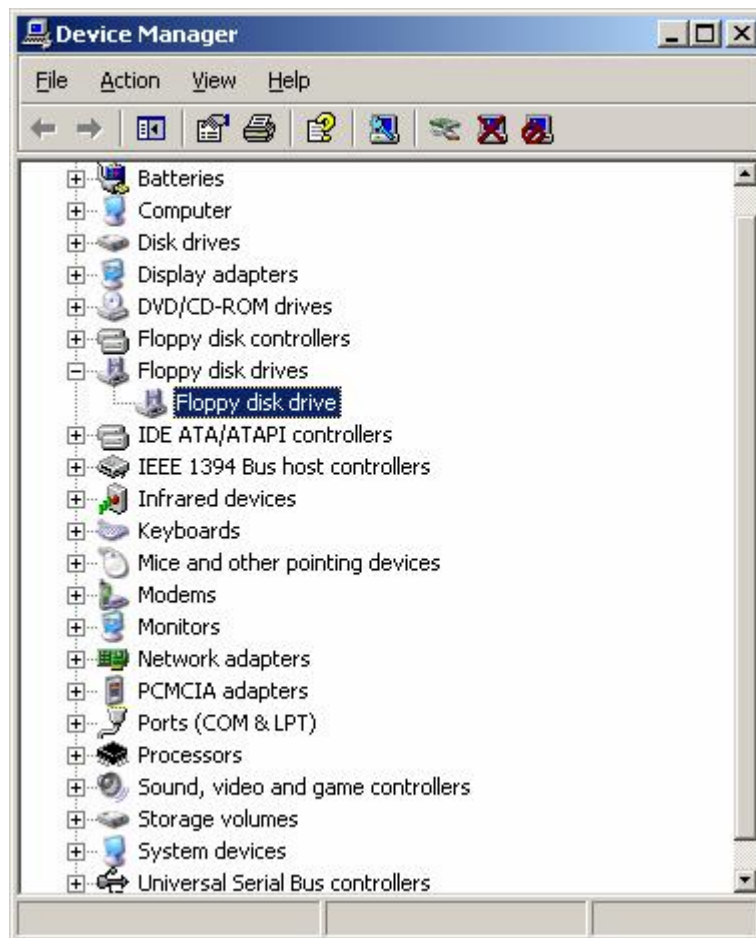 Device Manager
File Action View Help
Batteries
Computer
Disk drives
Display adapters
DVD/CD-ROM drives
Floppy disk controllers
Floppy disk drives
Floppy disk drive
IDE ATA/ATAPI controllers
IEEE 1394 Bus host controllers
Infrared devices
Keyboards
Mice and other pointing devices
Modems
Monitors
Network adapters
PCMCIA adapters
Ports (COM & LPT)
Processors
Sound, video and game controllers
Storage volumes
System devices
Universal Serial Bus controllers